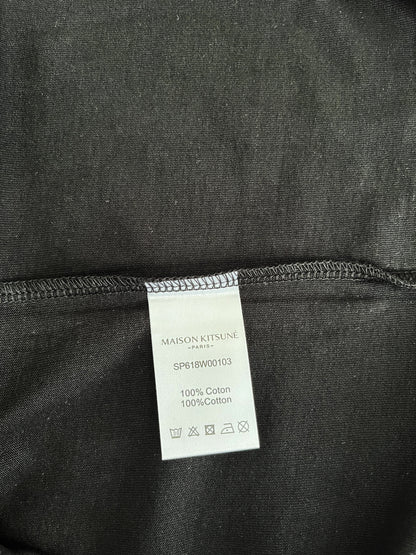 MAISON KITSUNÉ
–PARIS–
SP618W00103
100% Coton
100%Cotton